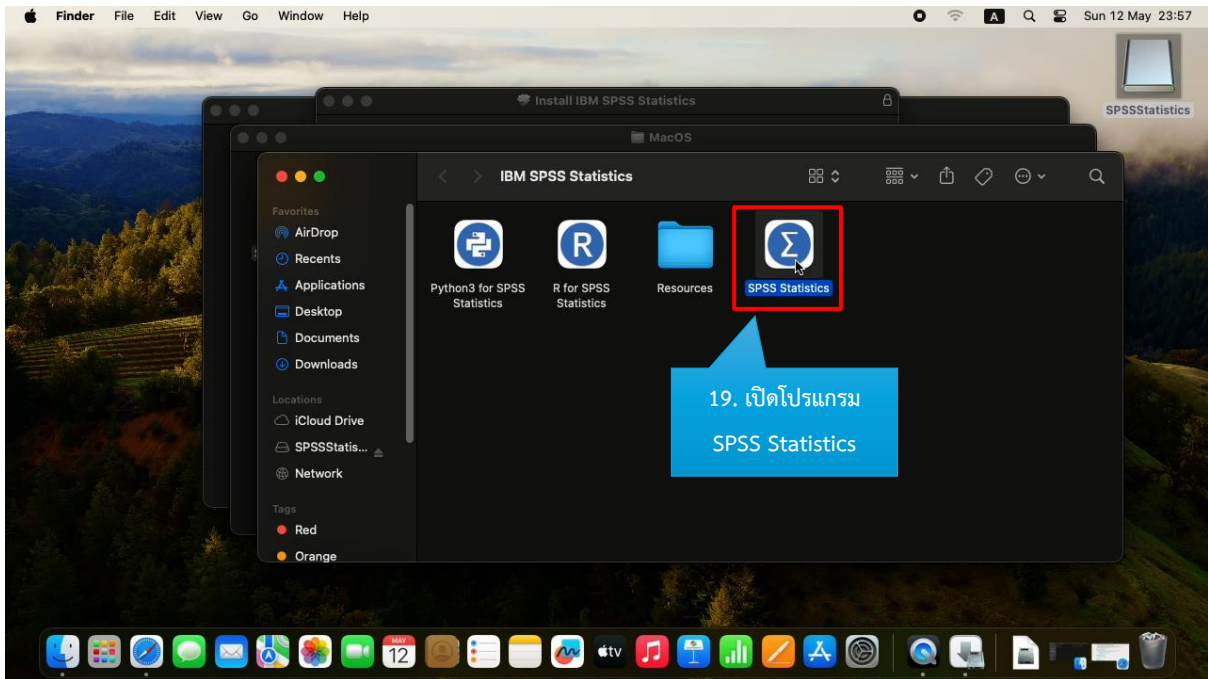 Finder File Edit View Go Window Help
A
Sun 12 May 23:57
SPSSStatistics
Install IBM SPSS Statistics
MacOS
IBM SPSS Statistics
Favorites
AirDrop
Recents
Applications
Desktop
Documents
Downloads
Locations
iCloud Drive
SPSSStatis...
Network
Tags
Red
Orange
Python3 for SPSS
Statistics
R
R for SPSS
Statistics
Resources
Σ
SPSS Statistics
19. เปิดโปรแกรม
SPSS Statistics
MAY
12
tv